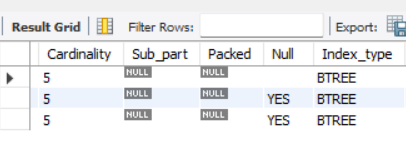 Result Grid Filter Rows: Export:
Cardinality Sub_part Packed Null Index_type
5 NULL NULL BTREE
5 NULL NULL YES BTREE
5 NULL NULL YES BTREE